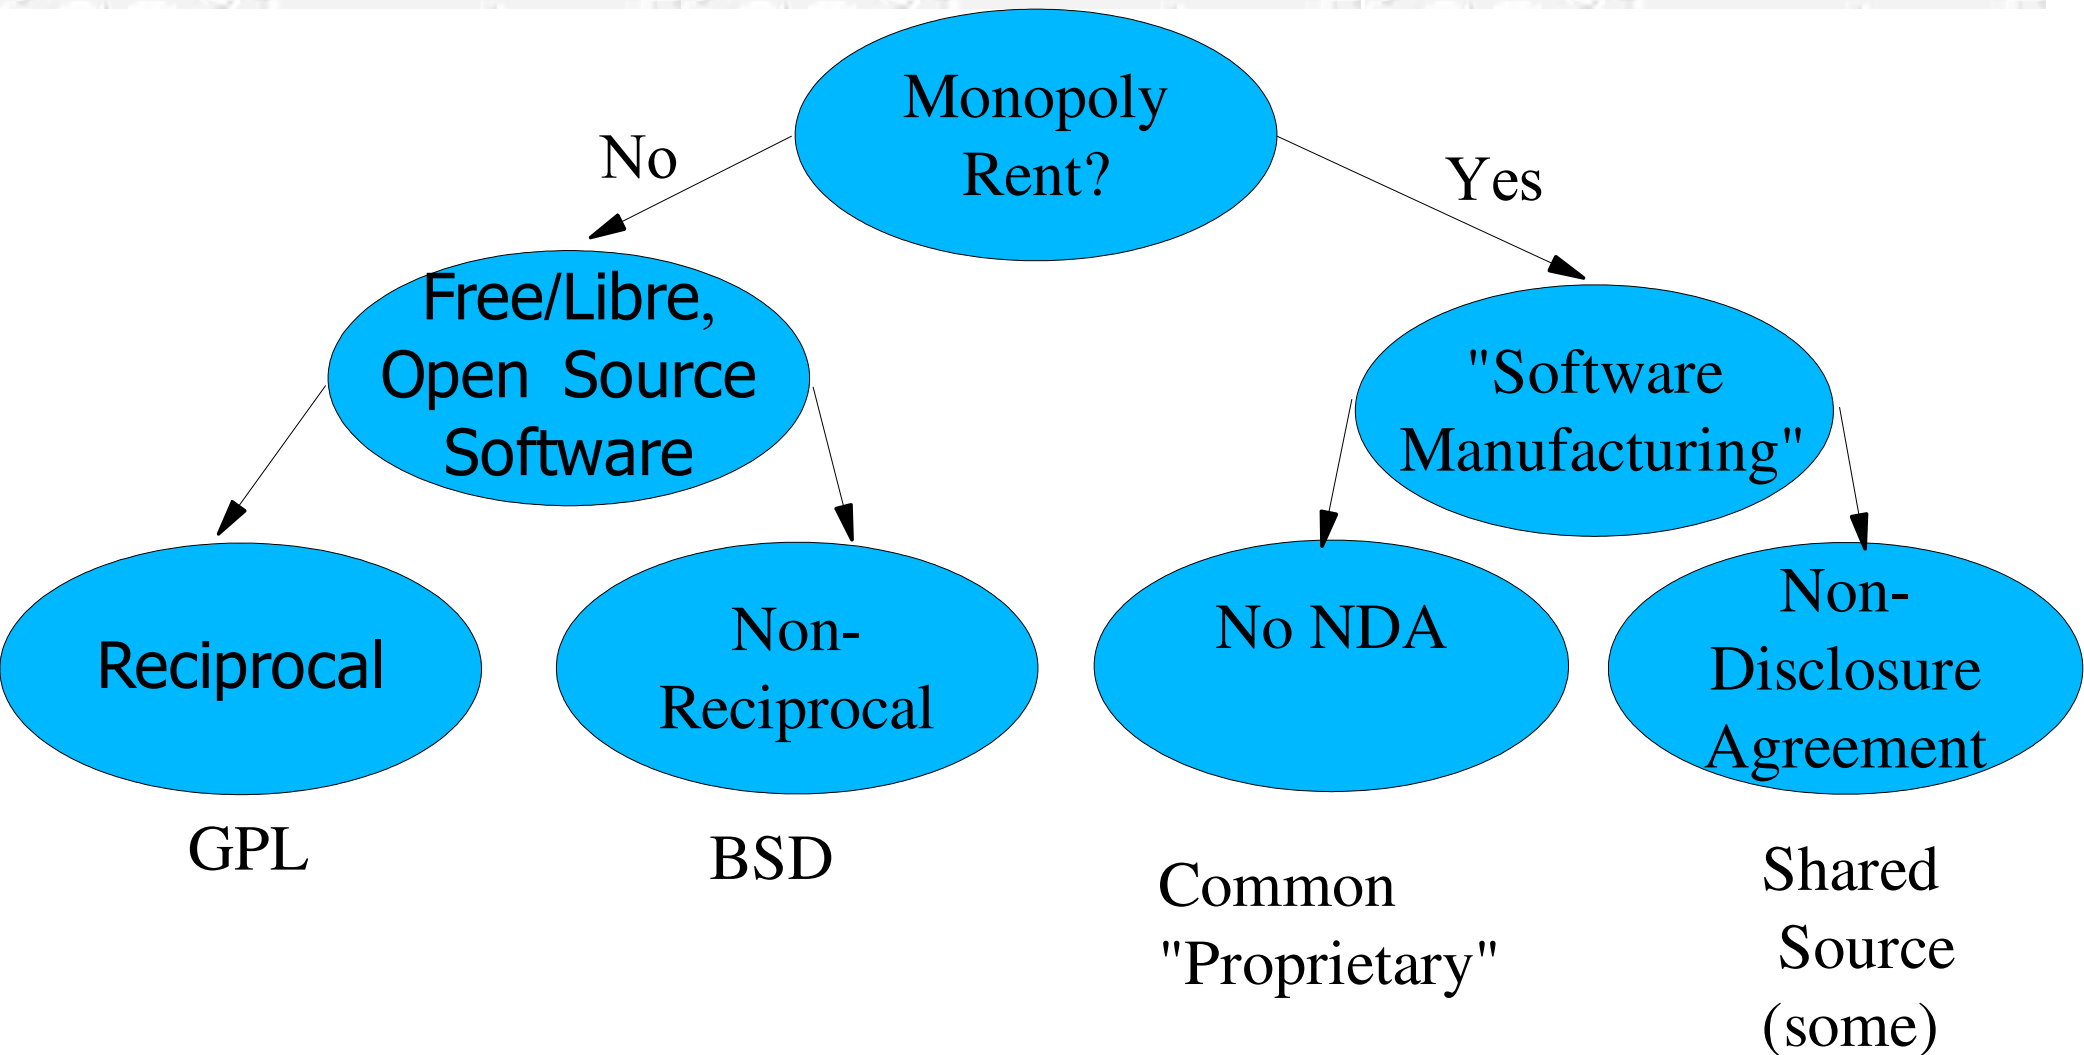 Monopoly
Rent?
No
Yes
Free/Libre,
Open Source
Software
"Software
Manufacturing"
Reciprocal
Non-
Reciprocal
No NDA
Non-
Disclosure
Agreement
GPL
BSD
Common
"Proprietary"
Shared
Source
(some)